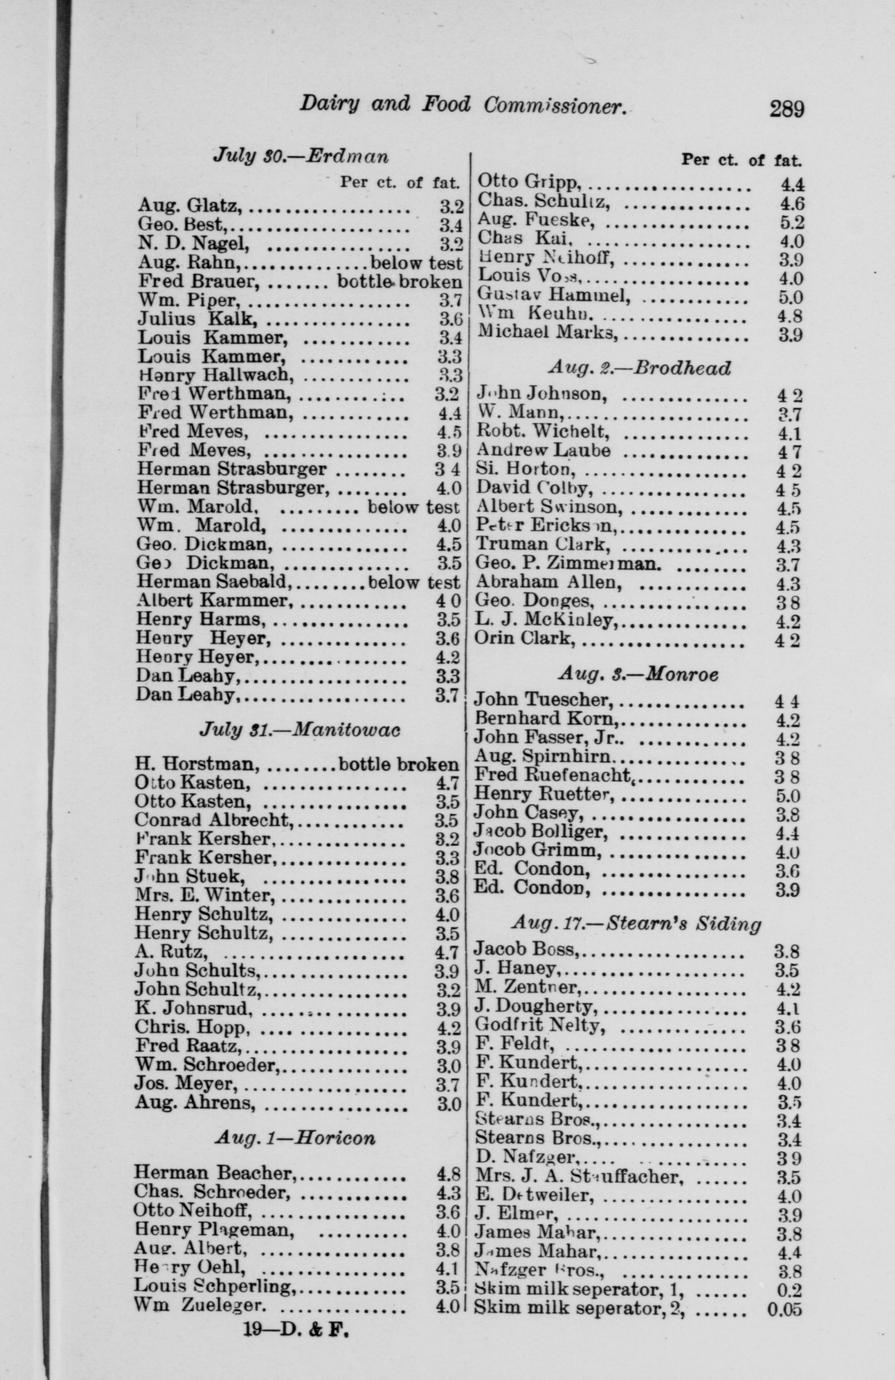 Dairy and Food Commissioner. 289
July 30.—Erdman
Per ct. of fat.
Aug. Glatz, .................. 3.2
Geo. Best,.................... 3.4
N. D. Nagel, ................ 3.2
Aug. Rahn,...............below test
Fred Brauer, ....... bottle broken
Wm. Piper, .................. 3.7
Julius Kalk, ................ 3.6
Louis Kammer, ............ 3.4
Louis Kammer, ............ 3.3
Henry Hallwach, ............ 3.3
Fred Werthman, ............ 3.2
Fred Werthman, ............ 4.4
Fred Meves, ................ 4.5
Fred Meves, ................ 3.9
Herman Strasburger ........ 3 4
Herman Strasburger, ........ 4.0
Wm. Marold, ......... below test
Wm. Marold, .............. 4.0
Geo. Dickman, .............. 4.5
Geo Dickman, .............. 3.5
Herman Saebald,........below test
Albert Karmmer, ............ 4 0
Henry Harms, ............... 3.5
Henry Heyer, .............. 3.6
Henry Heyer,................ 4.2
Dan Leahy,.................. 3.3
Dan Leahy,.................. 3.7
July 31.—Manitowac
H. Horstman, ........bottle broken
Otto Kasten, ................ 4.7
Otto Kasten, ................ 3.5
Conrad Albrecht,............ 3.5
Frank Kersher............... 3.2
Frank Kersher,.............. 3.3
John Stuek, ................ 3.8
Mrs. E. Winter, .............. 3.6
Henry Schultz, .............. 4.0
Henry Schultz, .............. 3.5
A. Rutz, .................... 4.7
John Schults,................ 3.9
John Schultz,................ 3.2
K. Johnsrud, ................ 3.9
Chris. Hopp, ................ 4.2
Fred Raatz,.................. 3.9
Wm. Schroeder,.............. 3.0
Jos. Meyer, .................. 3.7
Aug. Ahrens, ................ 3.0
Aug. 1—Horicon
Herman Beacher,............ 4.8
Chas. Schroeder, ............ 4.3
Otto Neihoff, ................ 3.6
Henry Plageman, .......... 4.0
Aug. Albert, ................ 3.8
Henry Oehl, ................ 4.1
Louis Schperling,............ 3.5
Wm Zueleger. .............. 4.0
19—D. & F.
Per ct. of fat.
Otto Gripp, .................. 4.4
Chas. Schultz, .............. 4.6
Aug. Fueske, ................ 5.2
Chas Kai, .................. 4.0
Henry Neihoff, .............. 3.9
Louis Voss,.................. 4.0
Gustav Hammel, ............ 5.0
Wm Keuhn. ................ 4.8
Michael Marks, .............. 3.9
Aug. 2.—Brodhead
John Johnson, .............. 4 2
W. Mann,.................... 3.7
Robt. Wichelt, .............. 4.1
Andrew Laube .............. 4 7
Si. Horton, .................. 4 2
David Colby, ................ 4 5
Albert Swinson, ............. 4.5
Peter Erickson,.............. 4.5
Truman Clark, .............. 4.3
Geo. P. Zimmerman. ........ 3.7
Abraham Allen, ............ 4.3
Geo. Donges, ................ 3 8
L. J. McKinley,.............. 4.2
Orin Clark, .................. 4 2
Aug. 3.—Monroe
John Tuescher, .............. 4 4
Bernhard Korn,.............. 4.2
John Fasser, Jr.. ............ 4.2
Aug. Spirnhirn............... 3 8
Fred Ruefenacht,............ 3 8
Henry Ruetter, .............. 5.0
John Casey, ................. 3.8
Jacob Bolliger, .............. 4.4
Jocob Grimm, ............... 4.0
Ed. Condon, ................ 3.6
Ed. Condon, ................ 3.9
Aug. 17.—Stearn's Siding
Jacob Boss,.................. 3.8
J. Haney,.................... 3.5
M. Zentner,.................. 4.2
J. Dougherty, ................ 4.1
Godfrit Nelty, .............. 3.6
F. Feldt, .................... 3 8
F. Kundert,.................. 4.0
F. Kundert,.................. 4.0
F. Kundert,.................. 3.5
Stearns Bros.,................ 3.4
Stearns Bros.,................ 3.4
D. Nafzger,.................. 3 9
Mrs. J. A. Stauffacher, ...... 3.5
E. Detweiler, ................ 4.0
J. Elmer, .................... 3.9
James Mahar,................ 3.8
James Mahar,................ 4.4
Nafzger Bros., .............. 3.8
Skim milk seperator, 1, ...... 0.2
Skim milk seperator, 2, ...... 0.05